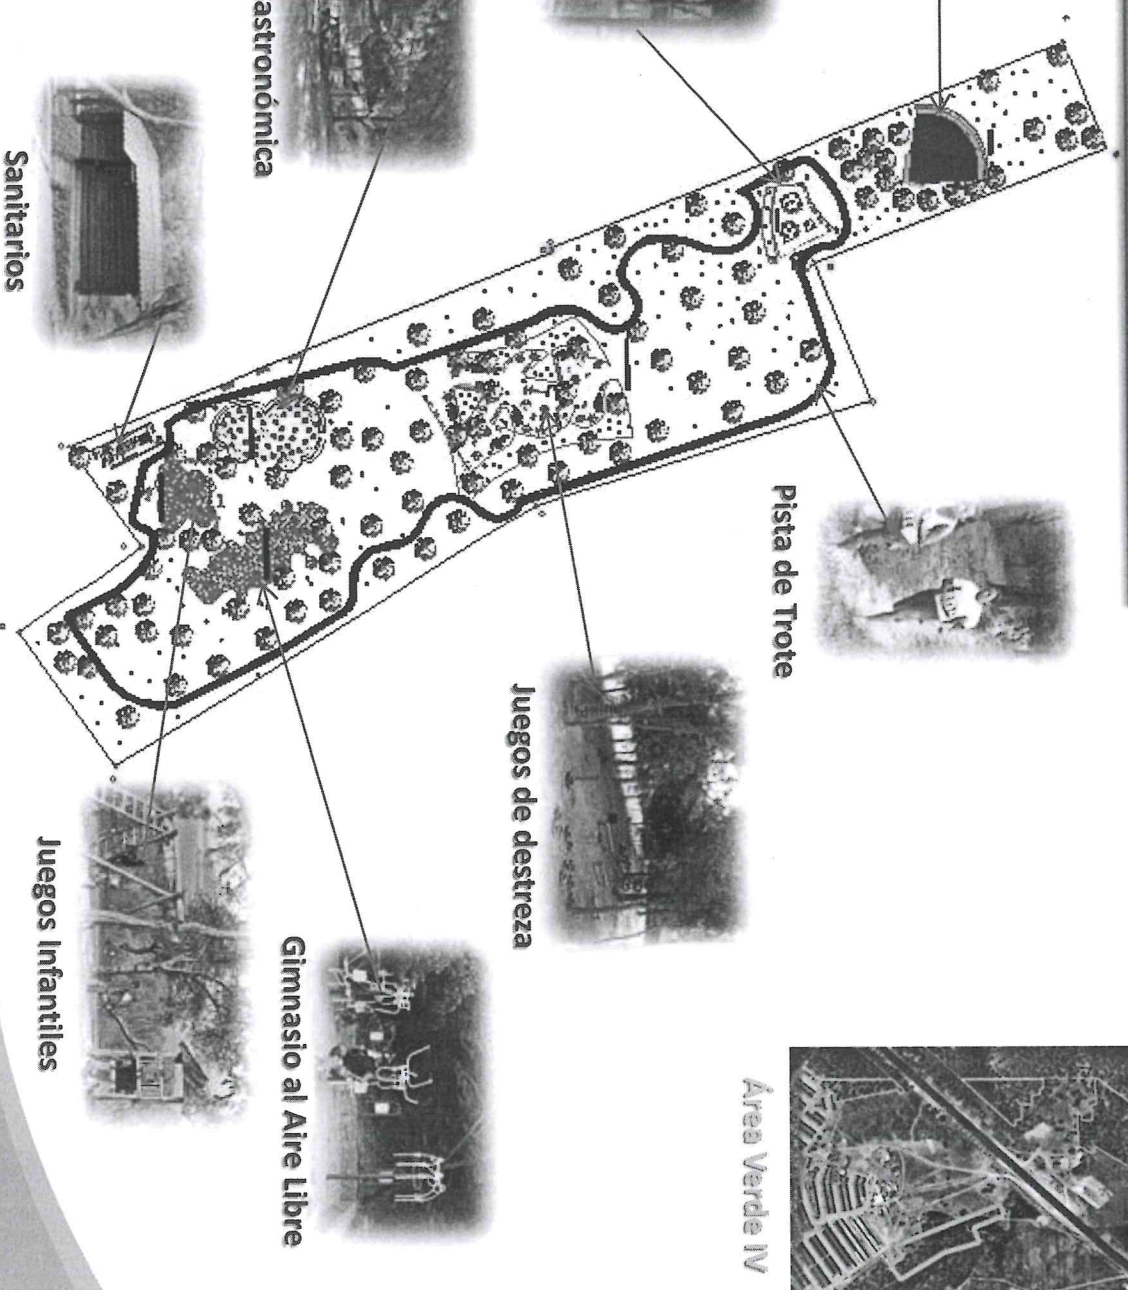 Área Verde IV
Pista de Trote
Juegos de destreza
Gimnasio al Aire Libre
Juegos Infantiles
astronómica
Sanitarios